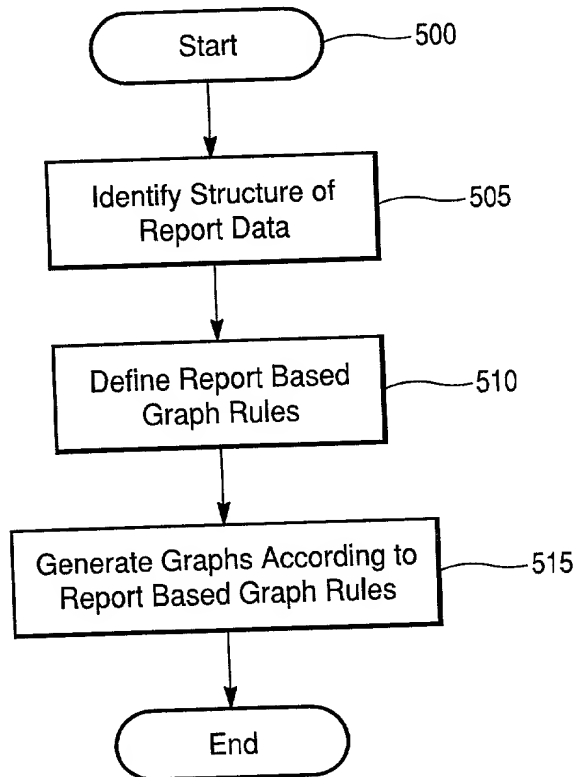 Start
500
Identify Structure of
Report Data
505
Define Report Based
Graph Rules
510
Generate Graphs According to
Report Based Graph Rules
515
End